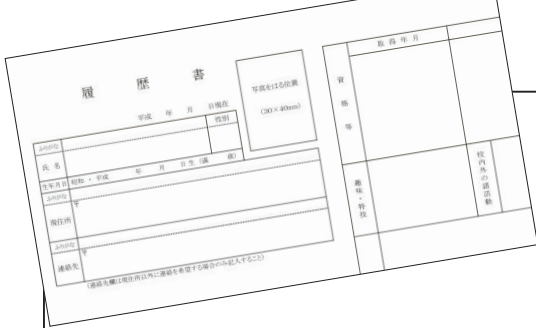 履歴書
平成 年 月 日現在
ふりがな
氏名
性別
生年月日
昭和・平成 年 月 日生（満 歳）
ふりがな
現住所
〒
ふりがな
連絡先
〒
（連絡先欄は現住所以外に連絡を希望する場合のみ記入すること）
写真をはる位置
（30×40mm）
取得年月
資格等
趣味・特技
校内外の諸活動